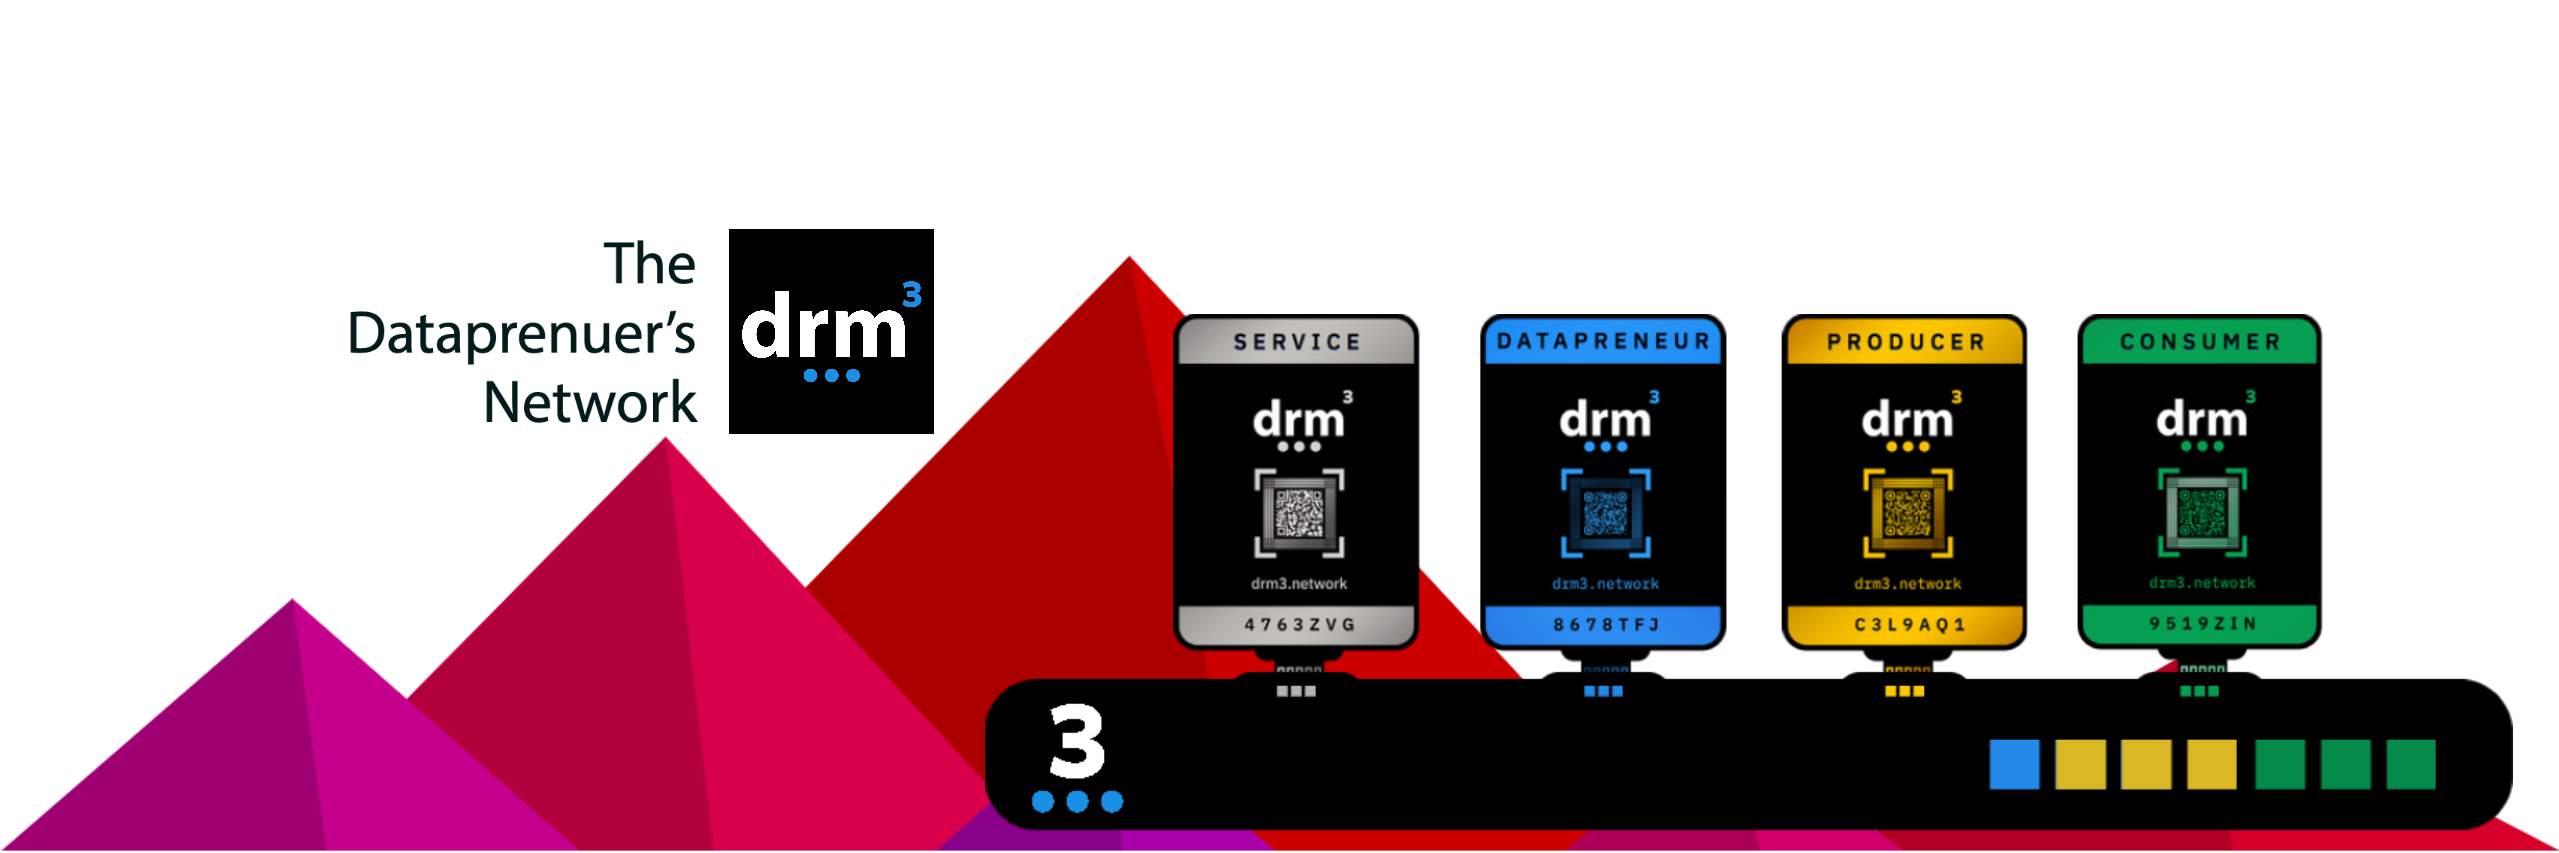 The
Dataprenuer's
Network
drm³
SERVICE
drm³
drm3.network
4763ZVG
DATAPRENEUR
drm³
drm3.network
8678TFJ
PRODUCER
drm³
drm3.network
C3L9AQ1
CONSUMER
drm³
drm3.network
9519ZIN
3